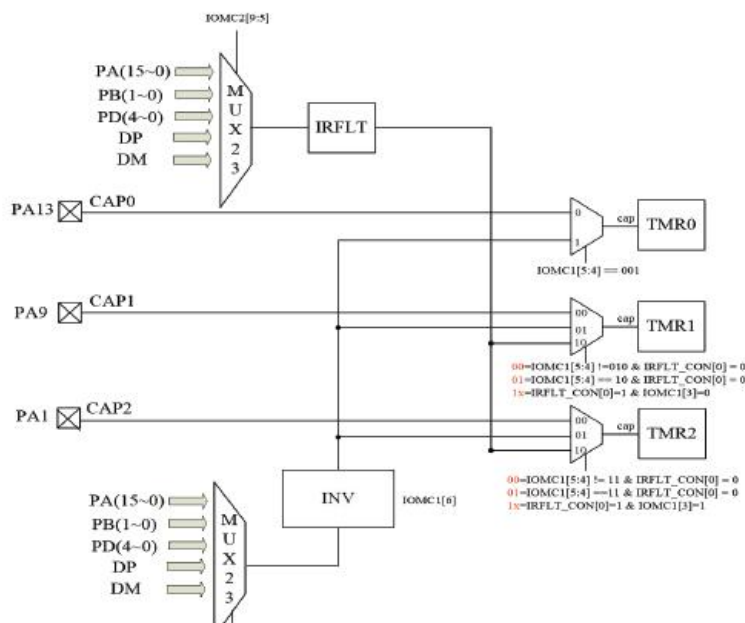 IOMC2[9:5]
PA(15~0)
PB(1~0)
PD(4~0)
DP
DM
MUX23
IRFLT
PA13
CAP0
0
1
cap
TMR0
IOMC1[5:4] == 001
PA9
CAP1
00
01
10
cap
TMR1
00=IOMC1[5:4] !=010 & IRFLT_CON[0] = 0
01=IOMC1[5:4] == 10 & IRFLT_CON[0] = 0
1x=IRFLT_CON[0]=1 & IOMC1[3]=0
PA1
CAP2
00
01
10
cap
TMR2
00=IOMC1[5:4] != 11 & IRFLT_CON[0] = 0
01=IOMC1[5:4] ==11 & IRFLT_CON[0] = 0
1x=IRFLT_CON[0]=1 & IOMC1[3]=1
INV
IOMC1[6]
PA(15~0)
PB(1~0)
PD(4~0)
DP
DM
MUX23